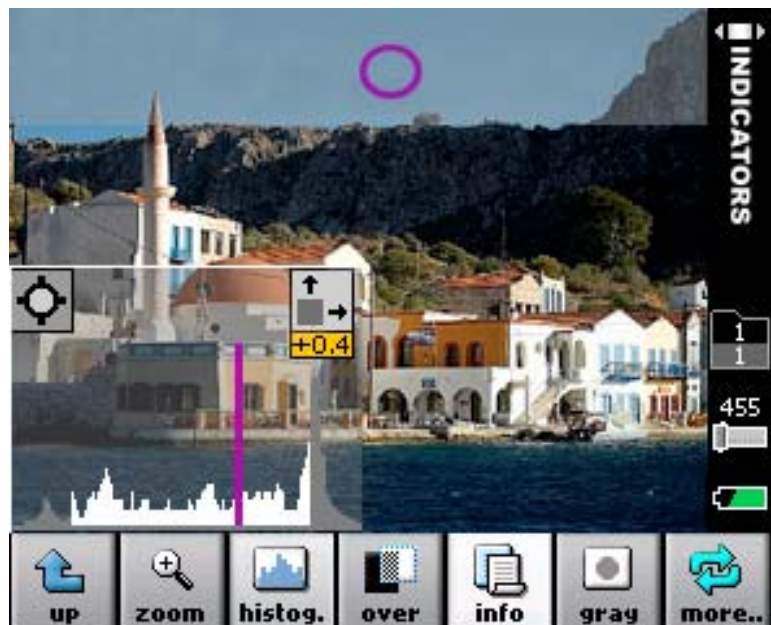 INDICATORS
+0.4
1
1
455
up
zoom
histog.
over
info
gray
more..